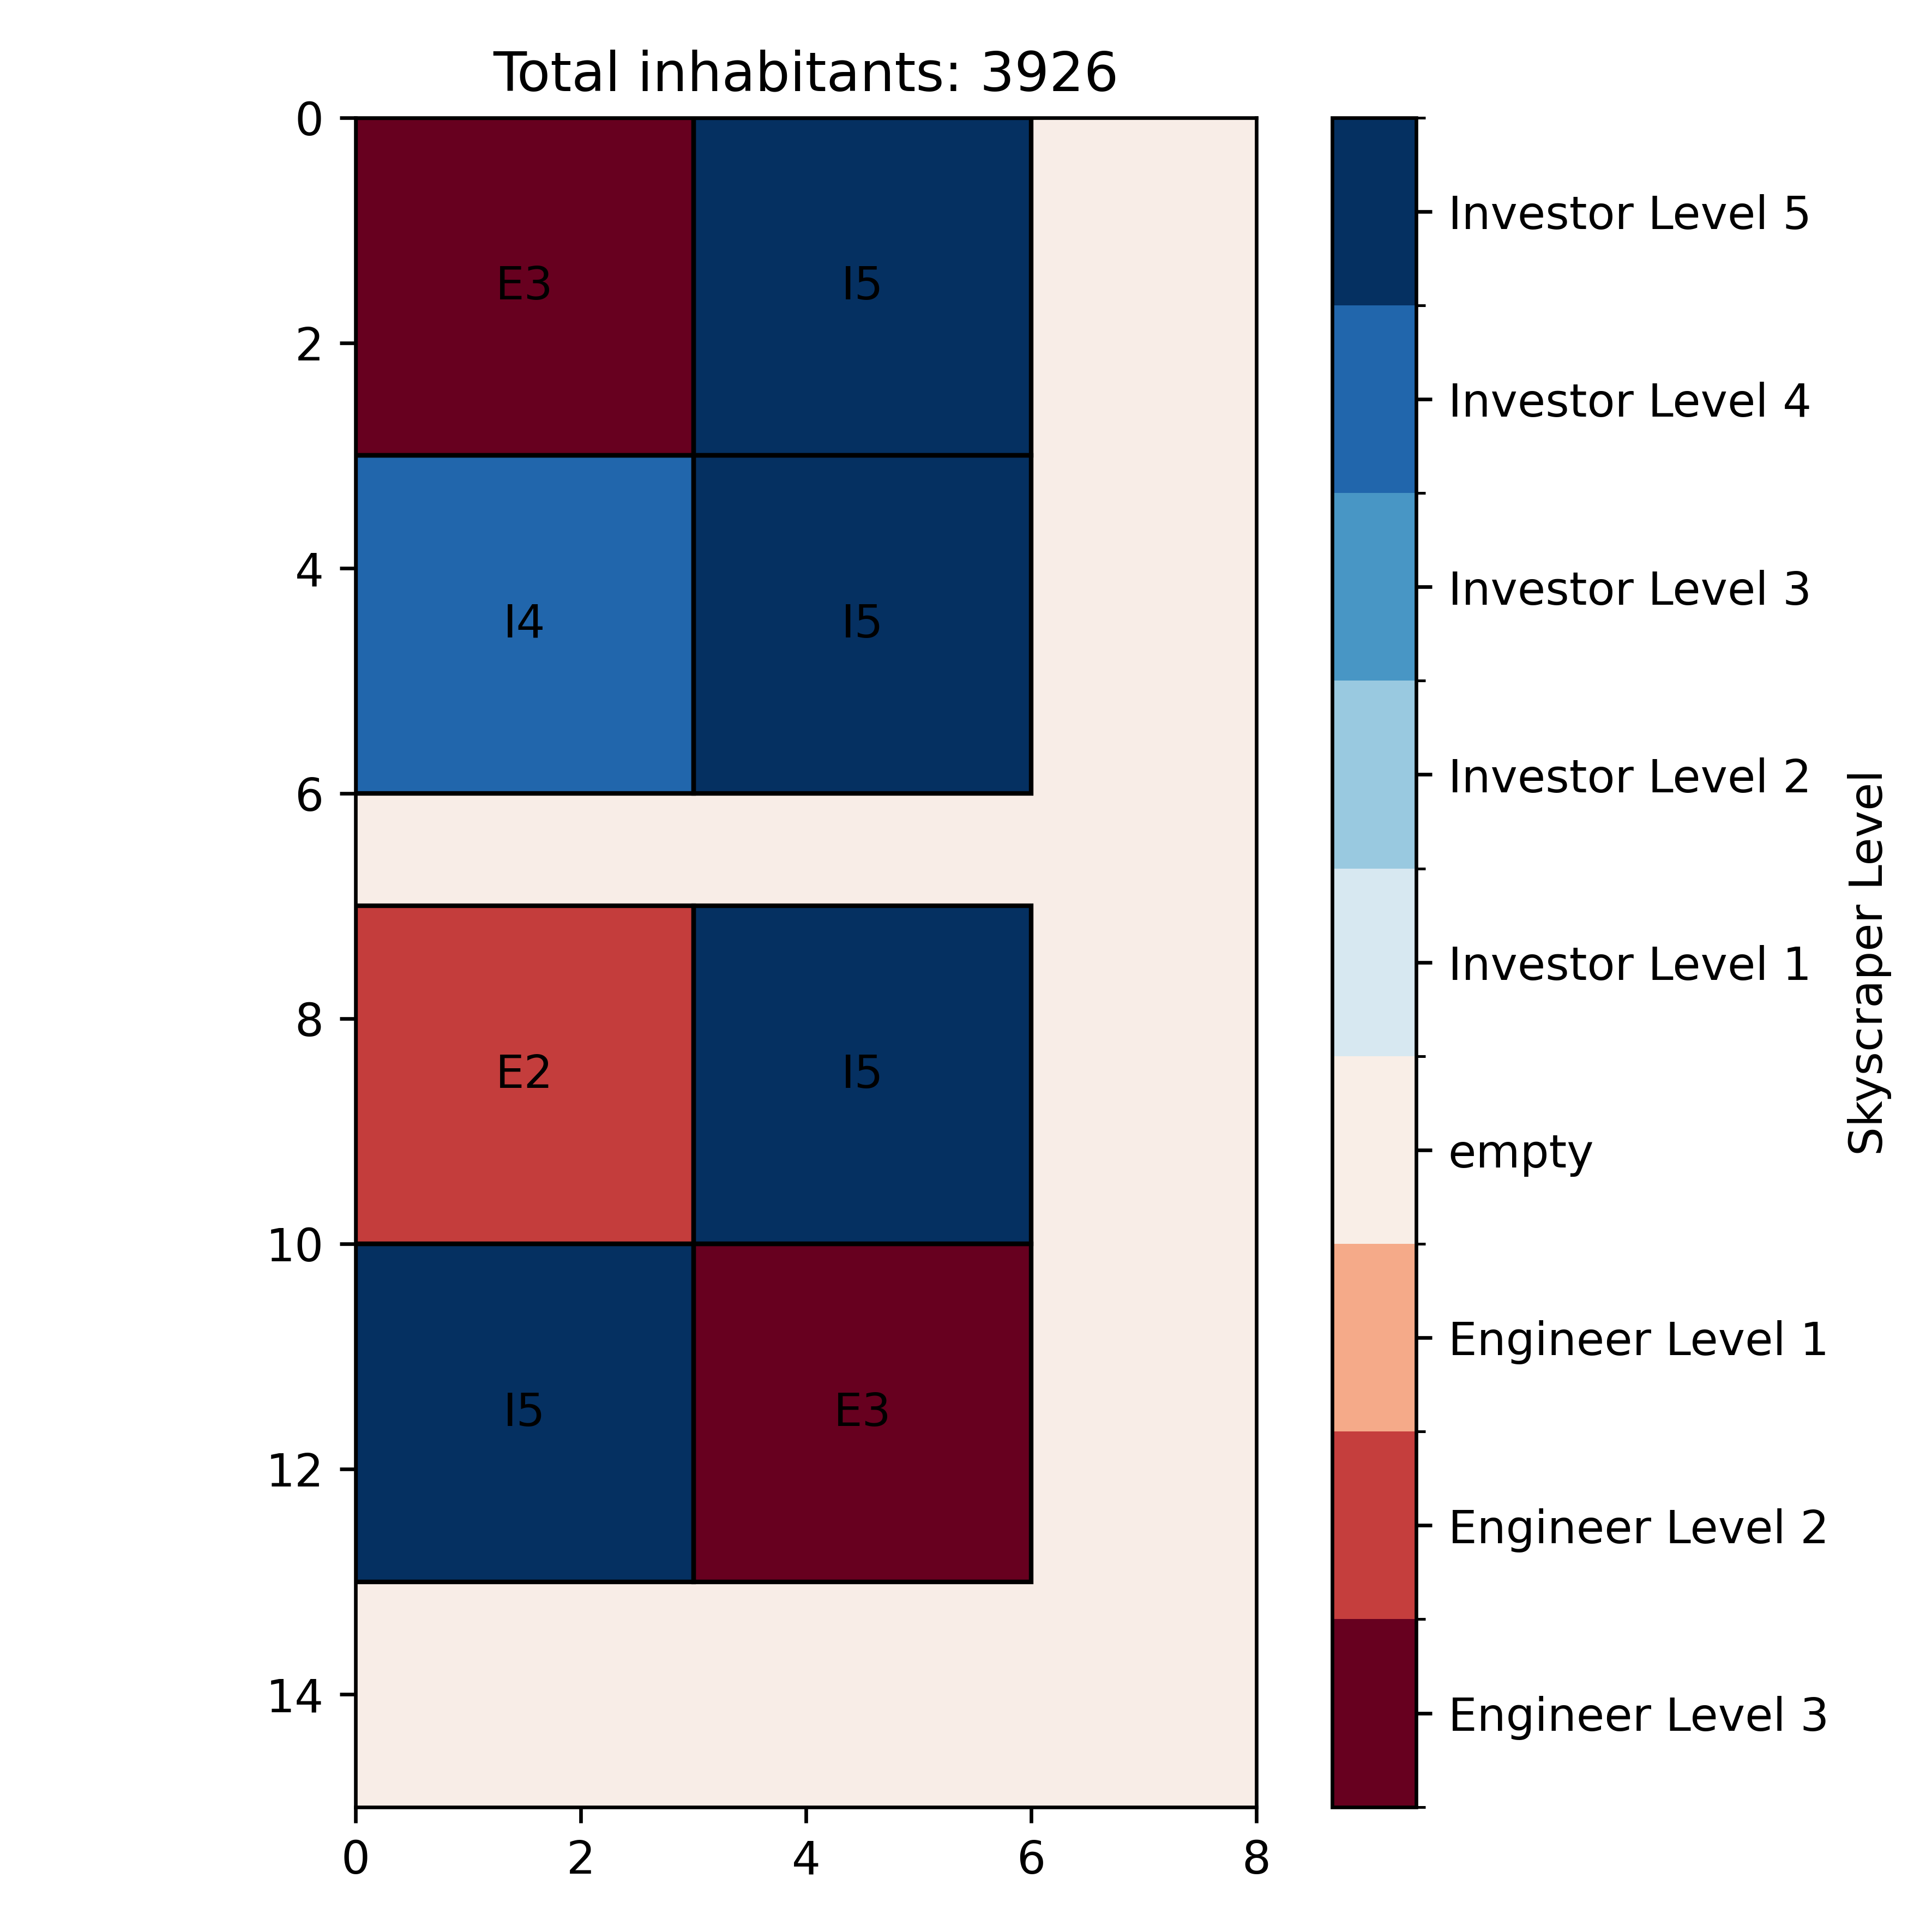 Total inhabitants: 3926
0
2
4
6
8
10
12
14
0
2
4
6
8
E3
I5
I4
I5
E2
I5
I5
E3
Investor Level 5
Investor Level 4
Investor Level 3
Investor Level 2
Investor Level 1
empty
Engineer Level 1
Engineer Level 2
Engineer Level 3
Skyscraper Level